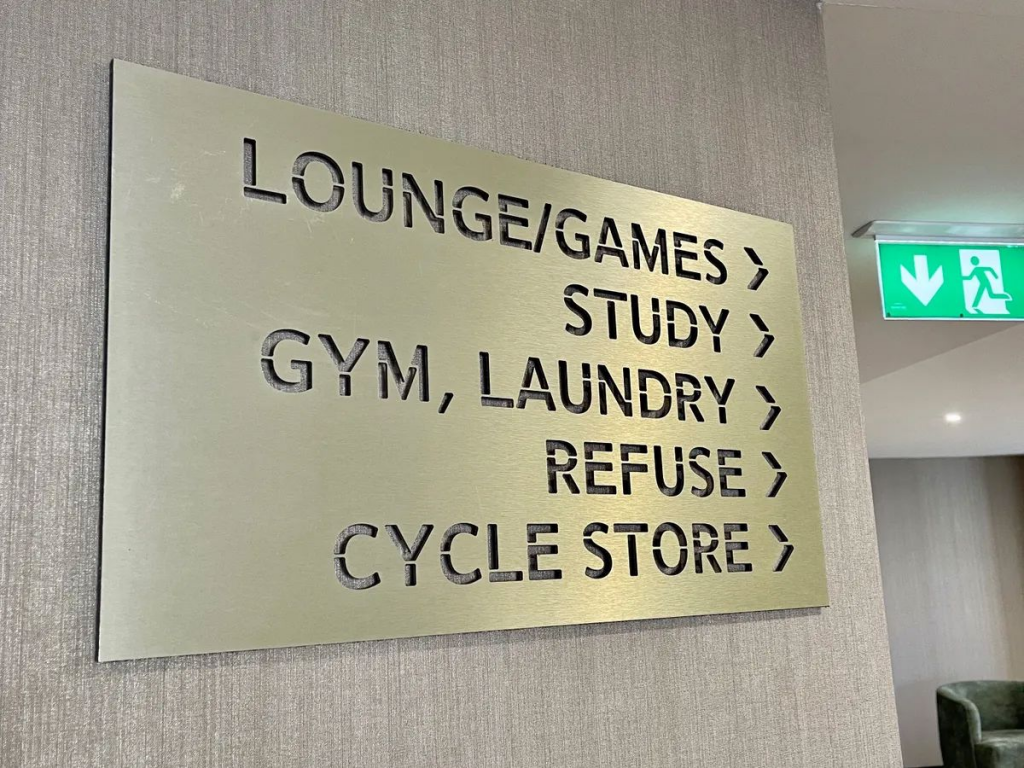 LOUNGE/GAMES >
STUDY >
GYM, LAUNDRY >
REFUSE >
CYCLE STORE >